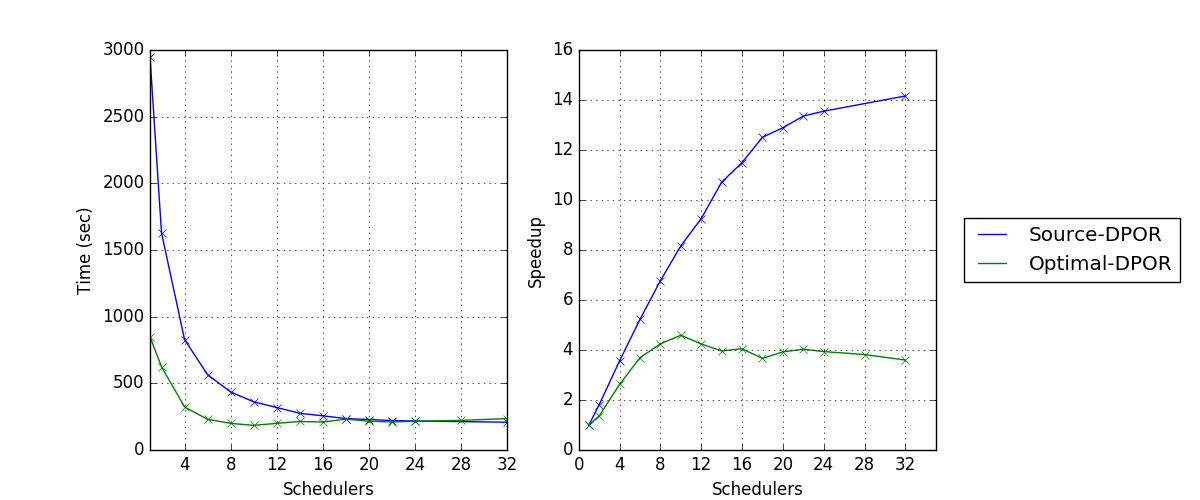 3000
2500
2000
1500
1000
500
0
Time (sec)
4 8 12 16 20 24 28 32
Schedulers
16
14
12
10
8
6
4
2
0
Speedup
0 4 8 12 16 20 24 28 32
Schedulers
Source-DPOR
Optimal-DPOR